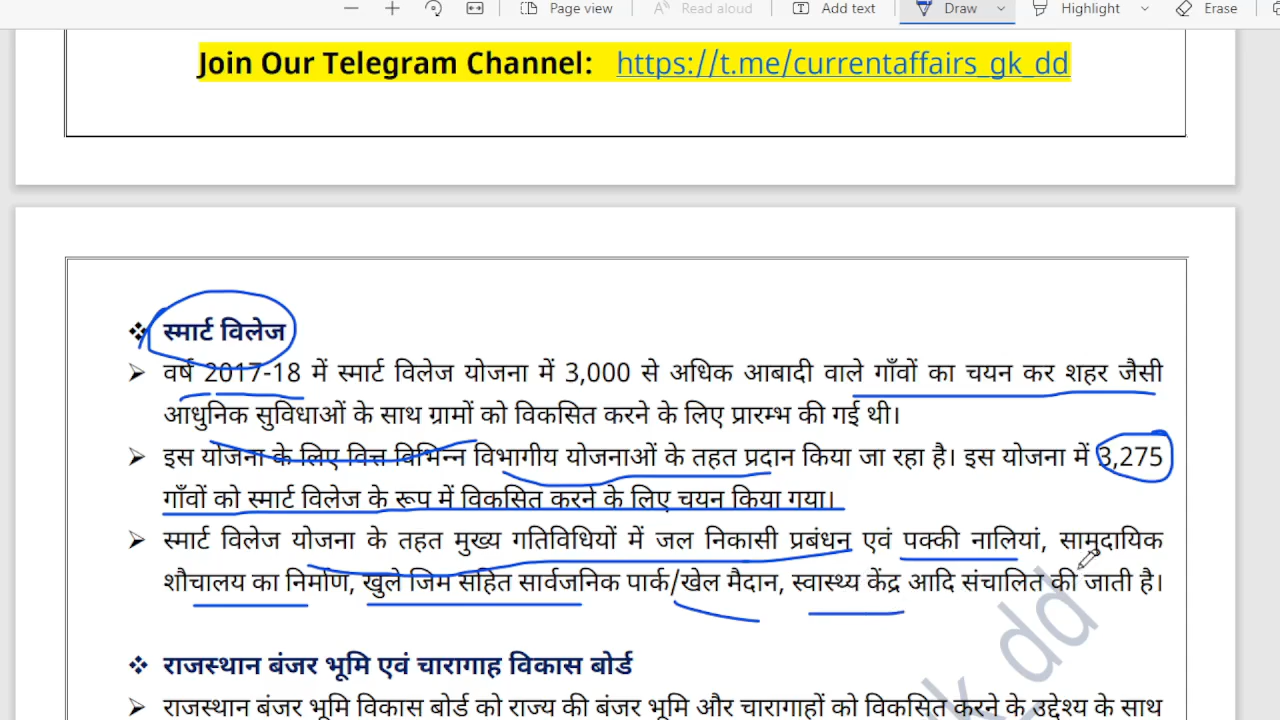 Page view
Read aloud
Add text
Draw
Highlight
Erase
Join Our Telegram Channel: https://t.me/currentaffairs_gk_dd
❖ स्मार्ट विलेज
➢ वर्ष 2017-18 में स्मार्ट विलेज योजना में 3,000 से अधिक आबादी वाले गाँवों का चयन कर शहर जैसी
आधुनिक सुविधाओं के साथ ग्रामों को विकसित करने के लिए प्रारम्भ की गई थी।
➢ इस योजना के लिए वित्त विभिन्न विभागीय योजनाओं के तहत प्रदान किया जा रहा है। इस योजना में 3,275
गाँवों को स्मार्ट विलेज के रूप में विकसित करने के लिए चयन किया गया।
➢ स्मार्ट विलेज योजना के तहत मुख्य गतिविधियों में जल निकासी प्रबंधन एवं पक्की नालियां, सामुदायिक
शौचालय का निर्माण, खुले जिम सहित सार्वजनिक पार्क/खेल मैदान, स्वास्थ्य केंद्र आदि संचालित की जाती है।
❖ राजस्थान बंजर भूमि एवं चारागाह विकास बोर्ड
➢ राजस्थान बंजर भूमि विकास बोर्ड को राज्य की बंजर भूमि और चारागाहों को विकसित करने के उद्देश्य के साथ
gk_dd